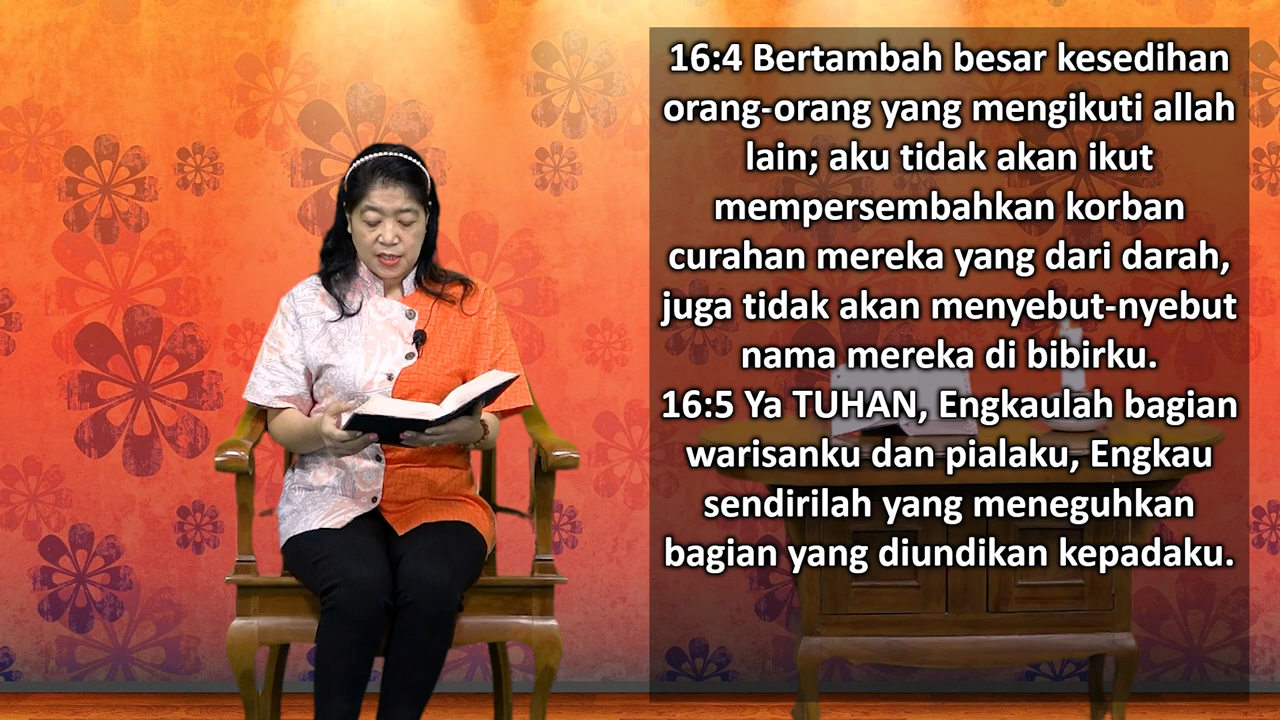 16:4 Bertambah besar kesedihan
orang-orang yang mengikuti allah
lain; aku tidak akan ikut
mempersembahkan korban
curahan mereka yang dari darah,
juga tidak akan menyebut-nyebut
nama mereka di bibirku.
16:5 Ya TUHAN, Engkaulah bagian
warisanku dan pialaku, Engkau
sendirilah yang meneguhkan
bagian yang diundikan kepadaku.